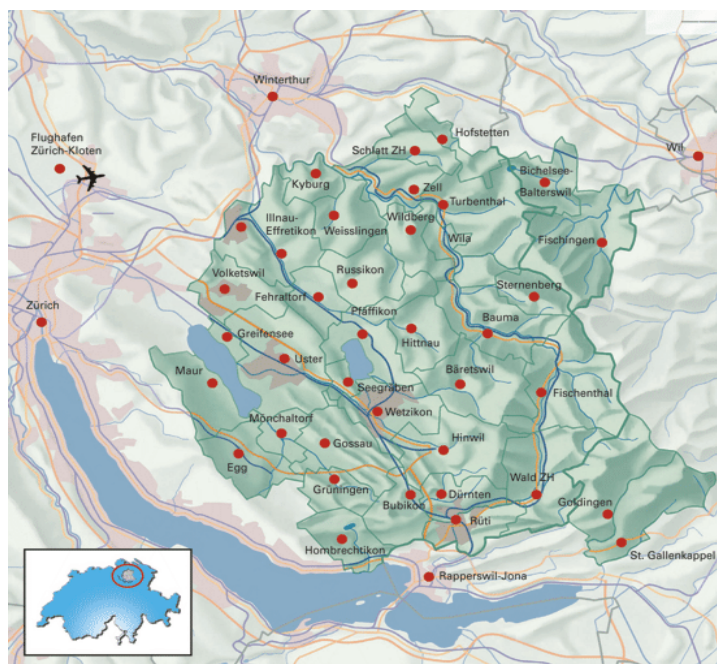 Winterthur
Hofstetten
Flughafen
Zürich-Kloten
Schlatt ZH
Wil
Kyburg
Bichelsee-
Balterswil
Zell
Turbenthal
Illnau-
Effretikon
Weisslingen
Wildberg
Wila
Fischingen
Volketswil
Russikon
Sternenberg
Fehraltorf
Zürich
Pfäffikon
Bauma
Greifensee
Hittnau
Uster
Maur
Seegräben
Bäretswil
Fischenthal
Wetzikon
Mönchaltorf
Gossau
Hinwil
Egg
Grüningen
Wald ZH
Bubikon
Dürnten
Goldingen
Rüti
Hombrechtikon
St. Gallenkappel
Rapperswil-Jona